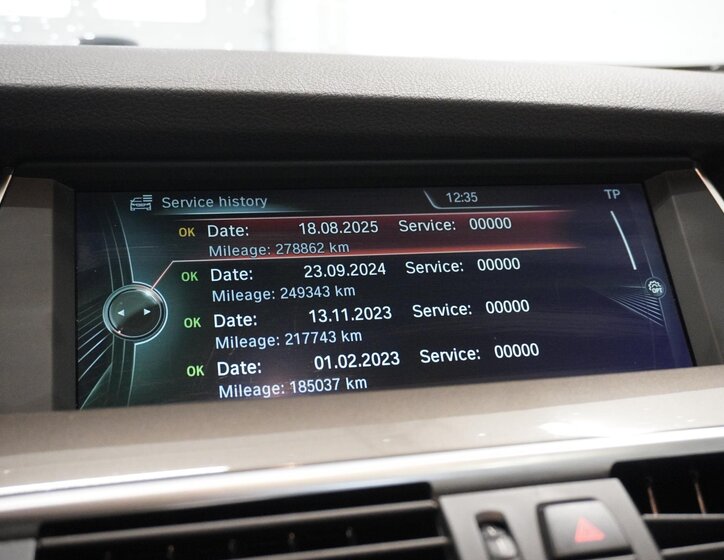 Service history 12:35 TP
OK Date: 18.08.2025 Service: 00000
Mileage: 278862 km
OK Date: 23.09.2024 Service: 00000
Mileage: 249343 km
OK Date: 13.11.2023 Service: 00000
Mileage: 217743 km
OK Date: 01.02.2023 Service: 00000
Mileage: 185037 km
OPT